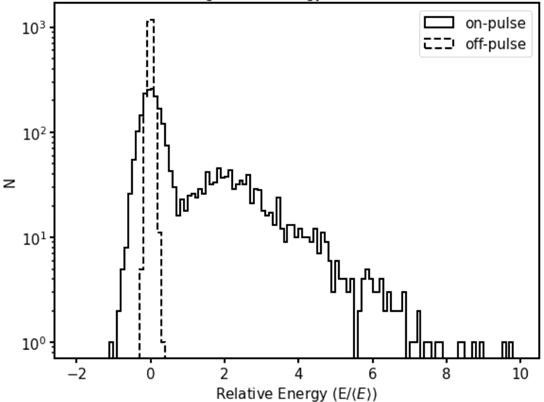 on-pulse
off-pulse
10³
10²
10¹
10⁰
N
−2 0 2 4 6 8 10
Relative Energy (E/⟨E⟩)